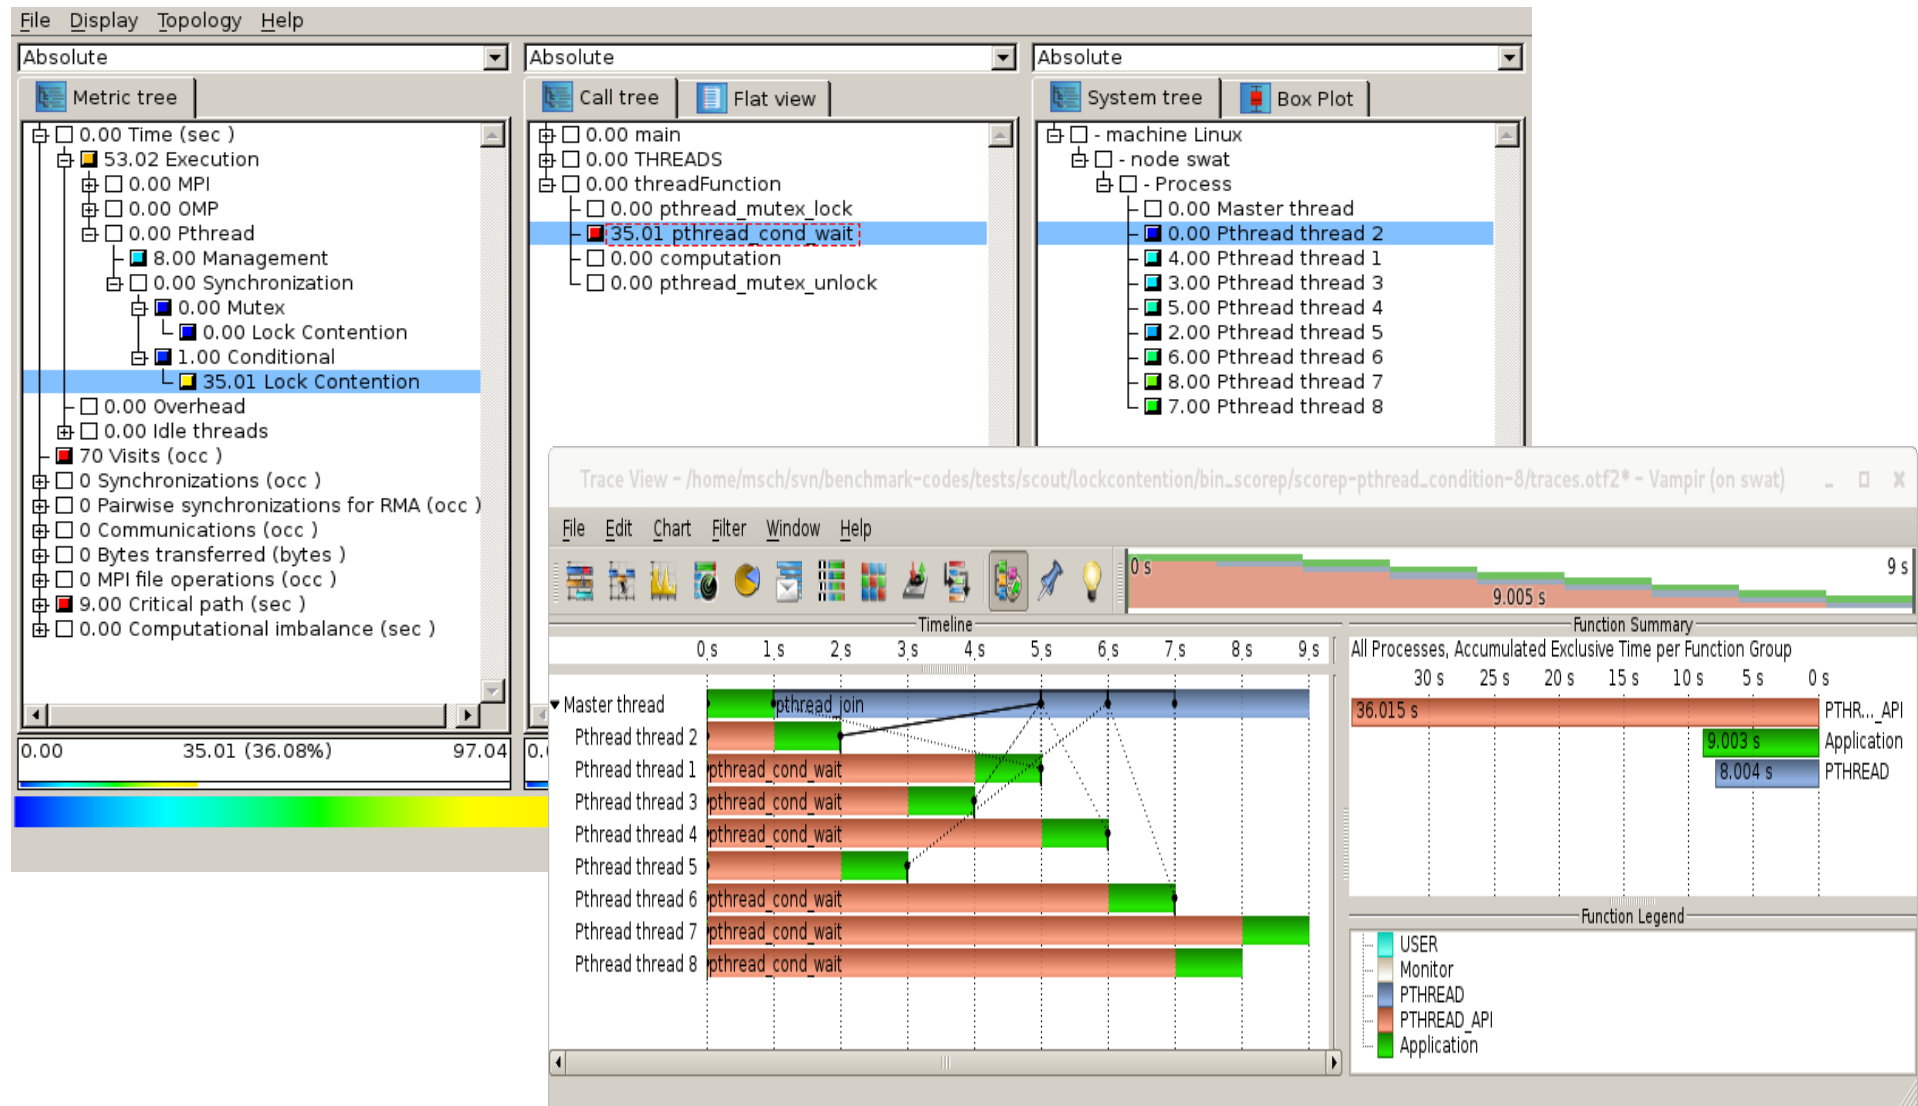 File Display Topology Help
Absolute Absolute Absolute
Metric tree Call tree Flat view System tree Box Plot
0.00 Time (sec )
53.02 Execution
0.00 MPI
0.00 OMP
0.00 Pthread
8.00 Management
0.00 Synchronization
0.00 Mutex
0.00 Lock Contention
1.00 Conditional
35.01 Lock Contention
0.00 Overhead
0.00 Idle threads
70 Visits (occ )
0 Synchronizations (occ )
0 Pairwise synchronizations for RMA (occ )
0 Communications (occ )
0 Bytes transferred (bytes )
0 MPI file operations (occ )
9.00 Critical path (sec )
0.00 Computational imbalance (sec )
0.00 35.01 (36.08%) 97.04
0.00 main
0.00 THREADS
0.00 threadFunction
0.00 pthread_mutex_lock
35.01 pthread_cond_wait
0.00 computation
0.00 pthread_mutex_unlock
- machine Linux
- node swat
- Process
0.00 Master thread
0.00 Pthread thread 2
4.00 Pthread thread 1
3.00 Pthread thread 3
5.00 Pthread thread 4
2.00 Pthread thread 5
6.00 Pthread thread 6
8.00 Pthread thread 7
7.00 Pthread thread 8
Trace View - /home/msch/svn/benchmark-codes/tests/scout/lockcontention/bin_scorep/scorep-pthread_condition-8/traces.otf2* - Vampir (on swat)
File Edit Chart Filter Window Help
0 s 9 s
9.005 s
Timeline
0 s 1 s 2 s 3 s 4 s 5 s 6 s 7 s 8 s 9 s
Master thread pthread_join
Pthread thread 2
Pthread thread 1 pthread_cond_wait
Pthread thread 3 pthread_cond_wait
Pthread thread 4 pthread_cond_wait
Pthread thread 5
Pthread thread 6 pthread_cond_wait
Pthread thread 7 pthread_cond_wait
Pthread thread 8 pthread_cond_wait
Function Summary
All Processes, Accumulated Exclusive Time per Function Group
30 s 25 s 20 s 15 s 10 s 5 s 0 s
36.015 s PTHR..._API
9.003 s Application
8.004 s PTHREAD
Function Legend
USER
Monitor
PTHREAD
PTHREAD_API
Application